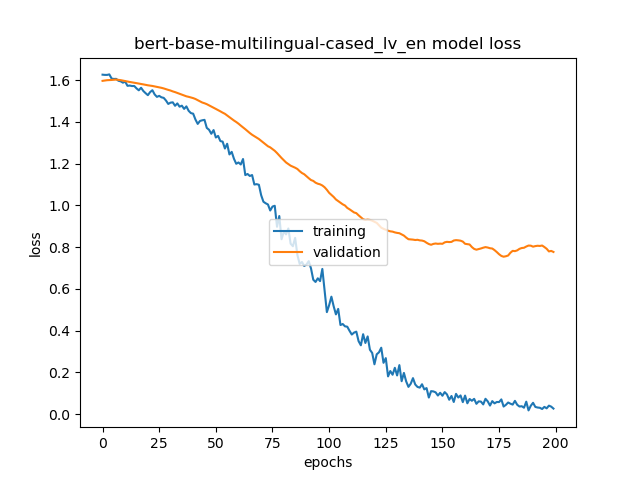 bert-base-multilingual-cased_lv_en model loss
1.6
1.4
1.2
1.0
0.8
0.6
0.4
0.2
0.0
loss
training
validation
0 25 50 75 100 125 150 175 200
epochs